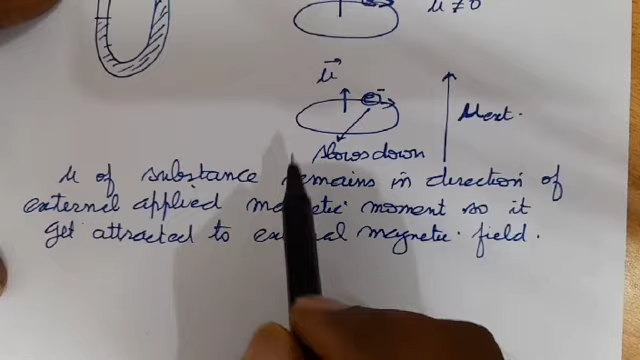 μ ≠ 0
μ⃗
e⁻
μext.
slows down
μ of substance remains in direction of
external applied magnetic moment so it
get attracted to external magnetic field.